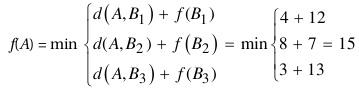 d(A,B₁) + f(B₁) 4 + 12
f(A) = min { d(A,B₂) + f(B₂) = min { 8 + 7 = 15
d(A,B₃) + f(B₃) 3 + 13